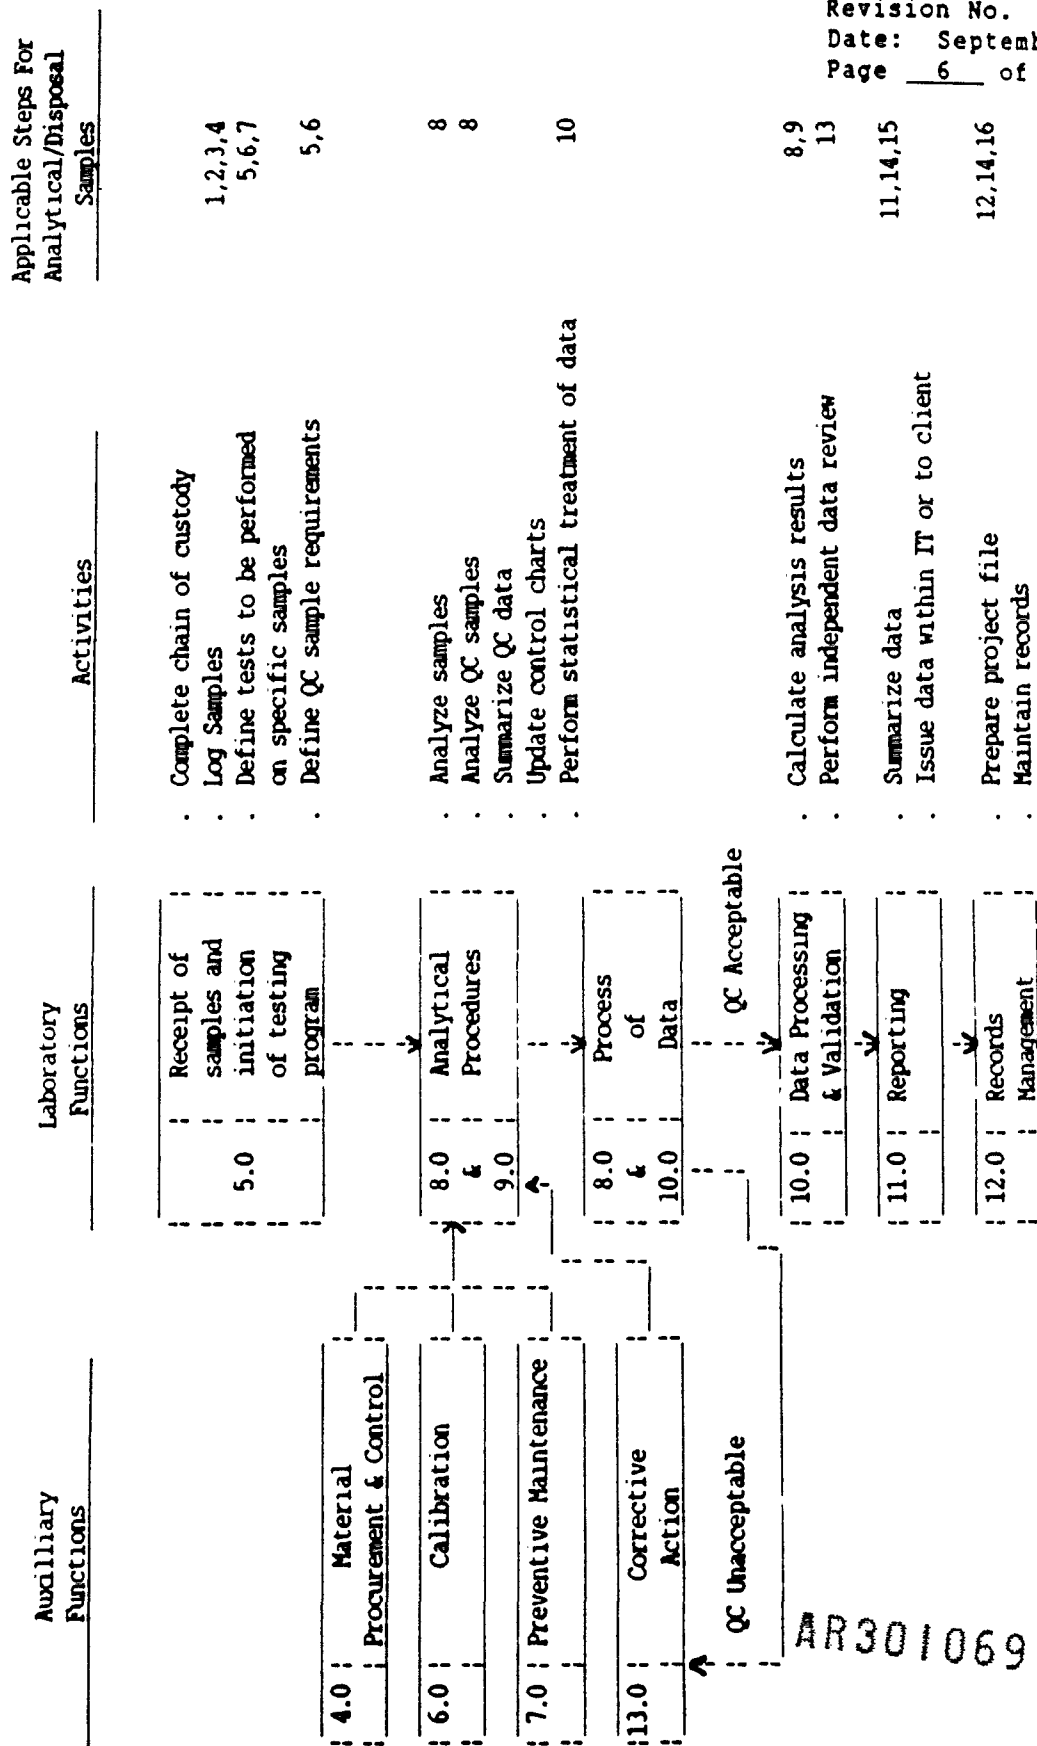 Revision No.
Date: Septemb
Page 6 of
Auxilliary
Functions
Laboratory
Functions
Activities
Applicable Steps For
Analytical/Disposal
Samples
5.0
Receipt of
samples and
initiation
of testing
program
. Complete chain of custody
. Log Samples
. Define tests to be performed
on specific samples
. Define QC sample requirements
1,2,3,4
5,6,7
5,6
4.0 Material
Procurement & Control
6.0 Calibration
7.0 Preventive Maintenance
13.0 Corrective
Action
QC Unacceptable
8.0 Analytical
& Procedures
9.0
. Analyze samples
. Analyze QC samples
. Summarize QC data
. Update control charts
. Perform statistical treatment of data
8
8
10
8.0 Process
& of
10.0 Data
QC Acceptable
10.0 Data Processing
& Validation
. Calculate analysis results
. Perform independent data review
8,9
13
11.0 Reporting
. Summarize data
. Issue data within IT or to client
11,14,15
12.0 Records
Management
. Prepare project file
. Maintain records
12,14,16
AR301069